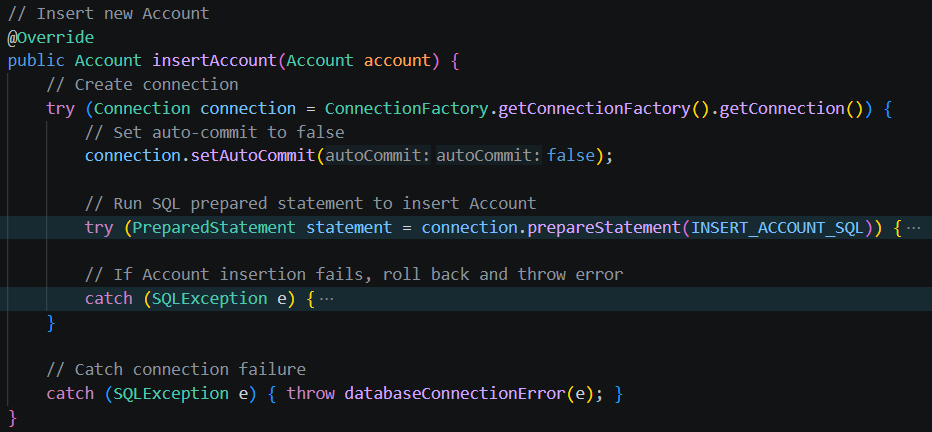 // Insert new Account
@Override
public Account insertAccount(Account account) {
    // Create connection
    try (Connection connection = ConnectionFactory.getConnectionFactory().getConnection()) {
        // Set auto-commit to false
        connection.setAutoCommit(autoCommit: autoCommit: false);

        // Run SQL prepared statement to insert Account
        try (PreparedStatement statement = connection.prepareStatement(INSERT_ACCOUNT_SQL)) {···

        // If Account insertion fails, roll back and throw error
        catch (SQLException e) {···
    }

    // Catch connection failure
    catch (SQLException e) { throw databaseConnectionError(e); }
}